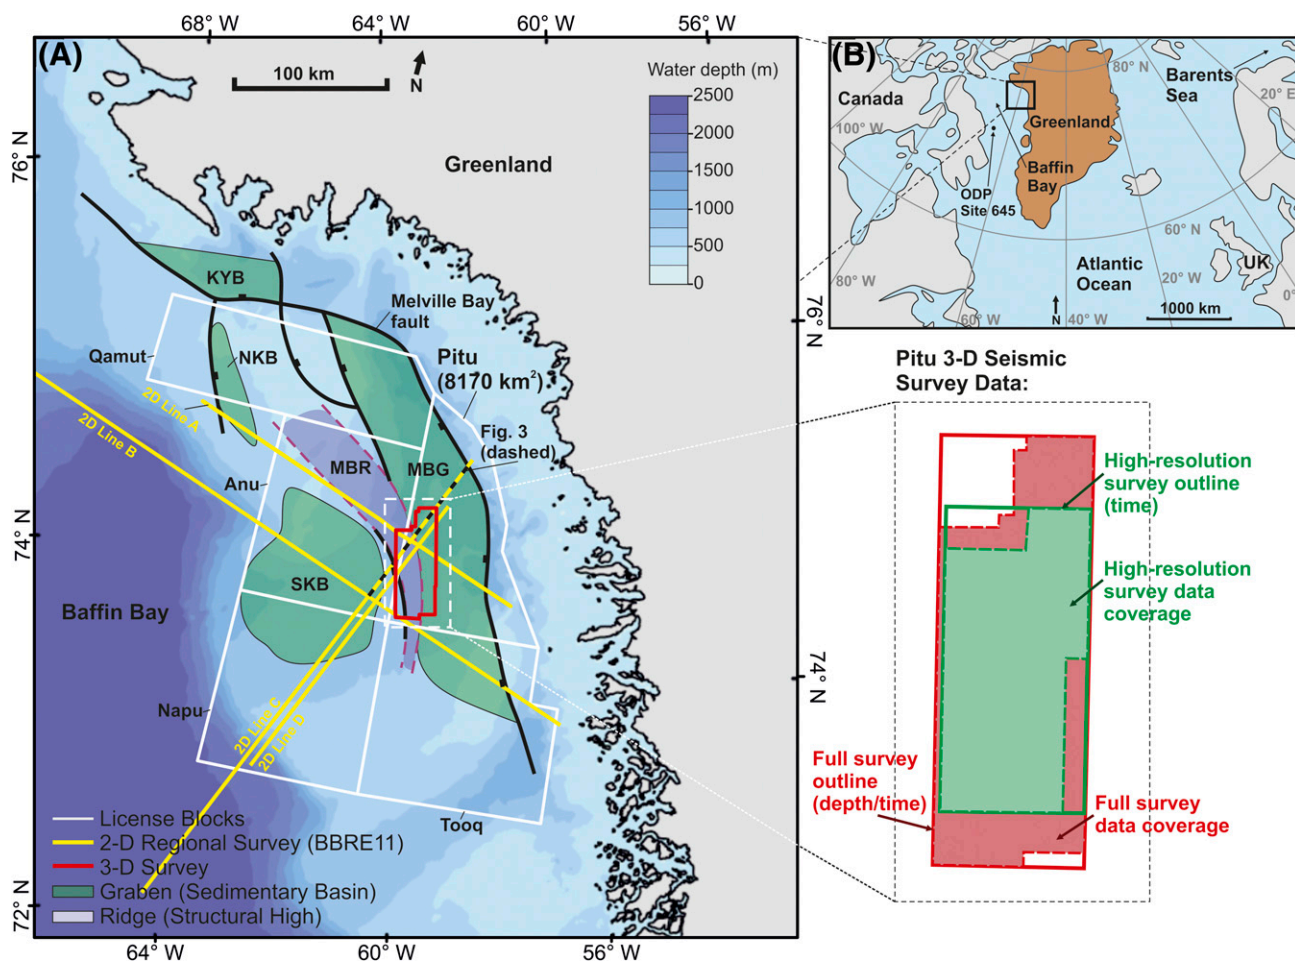 68° W
64° W
60° W
56° W
(A)
100 km
N
Water depth (m)
2500
2000
1500
1000
500
0
76° N
Greenland
KYB
Melville Bay
fault
76° N
Qamut
NKB
Pitu
(8170 km²)
2D Line A
2D Line B
Fig. 3
(dashed)
MBR
MBG
Anu
74° N
SKB
Baffin Bay
74° N
Napu
2D Line C
2D Line D
Tooq
License Blocks
2-D Regional Survey (BBRE11)
3-D Survey
Graben (Sedimentary Basin)
Ridge (Structural High)
72° N
64° W
60° W
56° W
(B)
80° N
Barents
Sea
20° E
Canada
100° W
Greenland
Baffin
Bay
ODP
Site 645
60° N
UK
Atlantic
Ocean
20° W
80° W
0°
1000 km
N
60° W
40° W
Pitu 3-D Seismic
Survey Data:
High-resolution
survey outline
(time)
High-resolution
survey data
coverage
Full survey
outline
(depth/time)
Full survey
data coverage